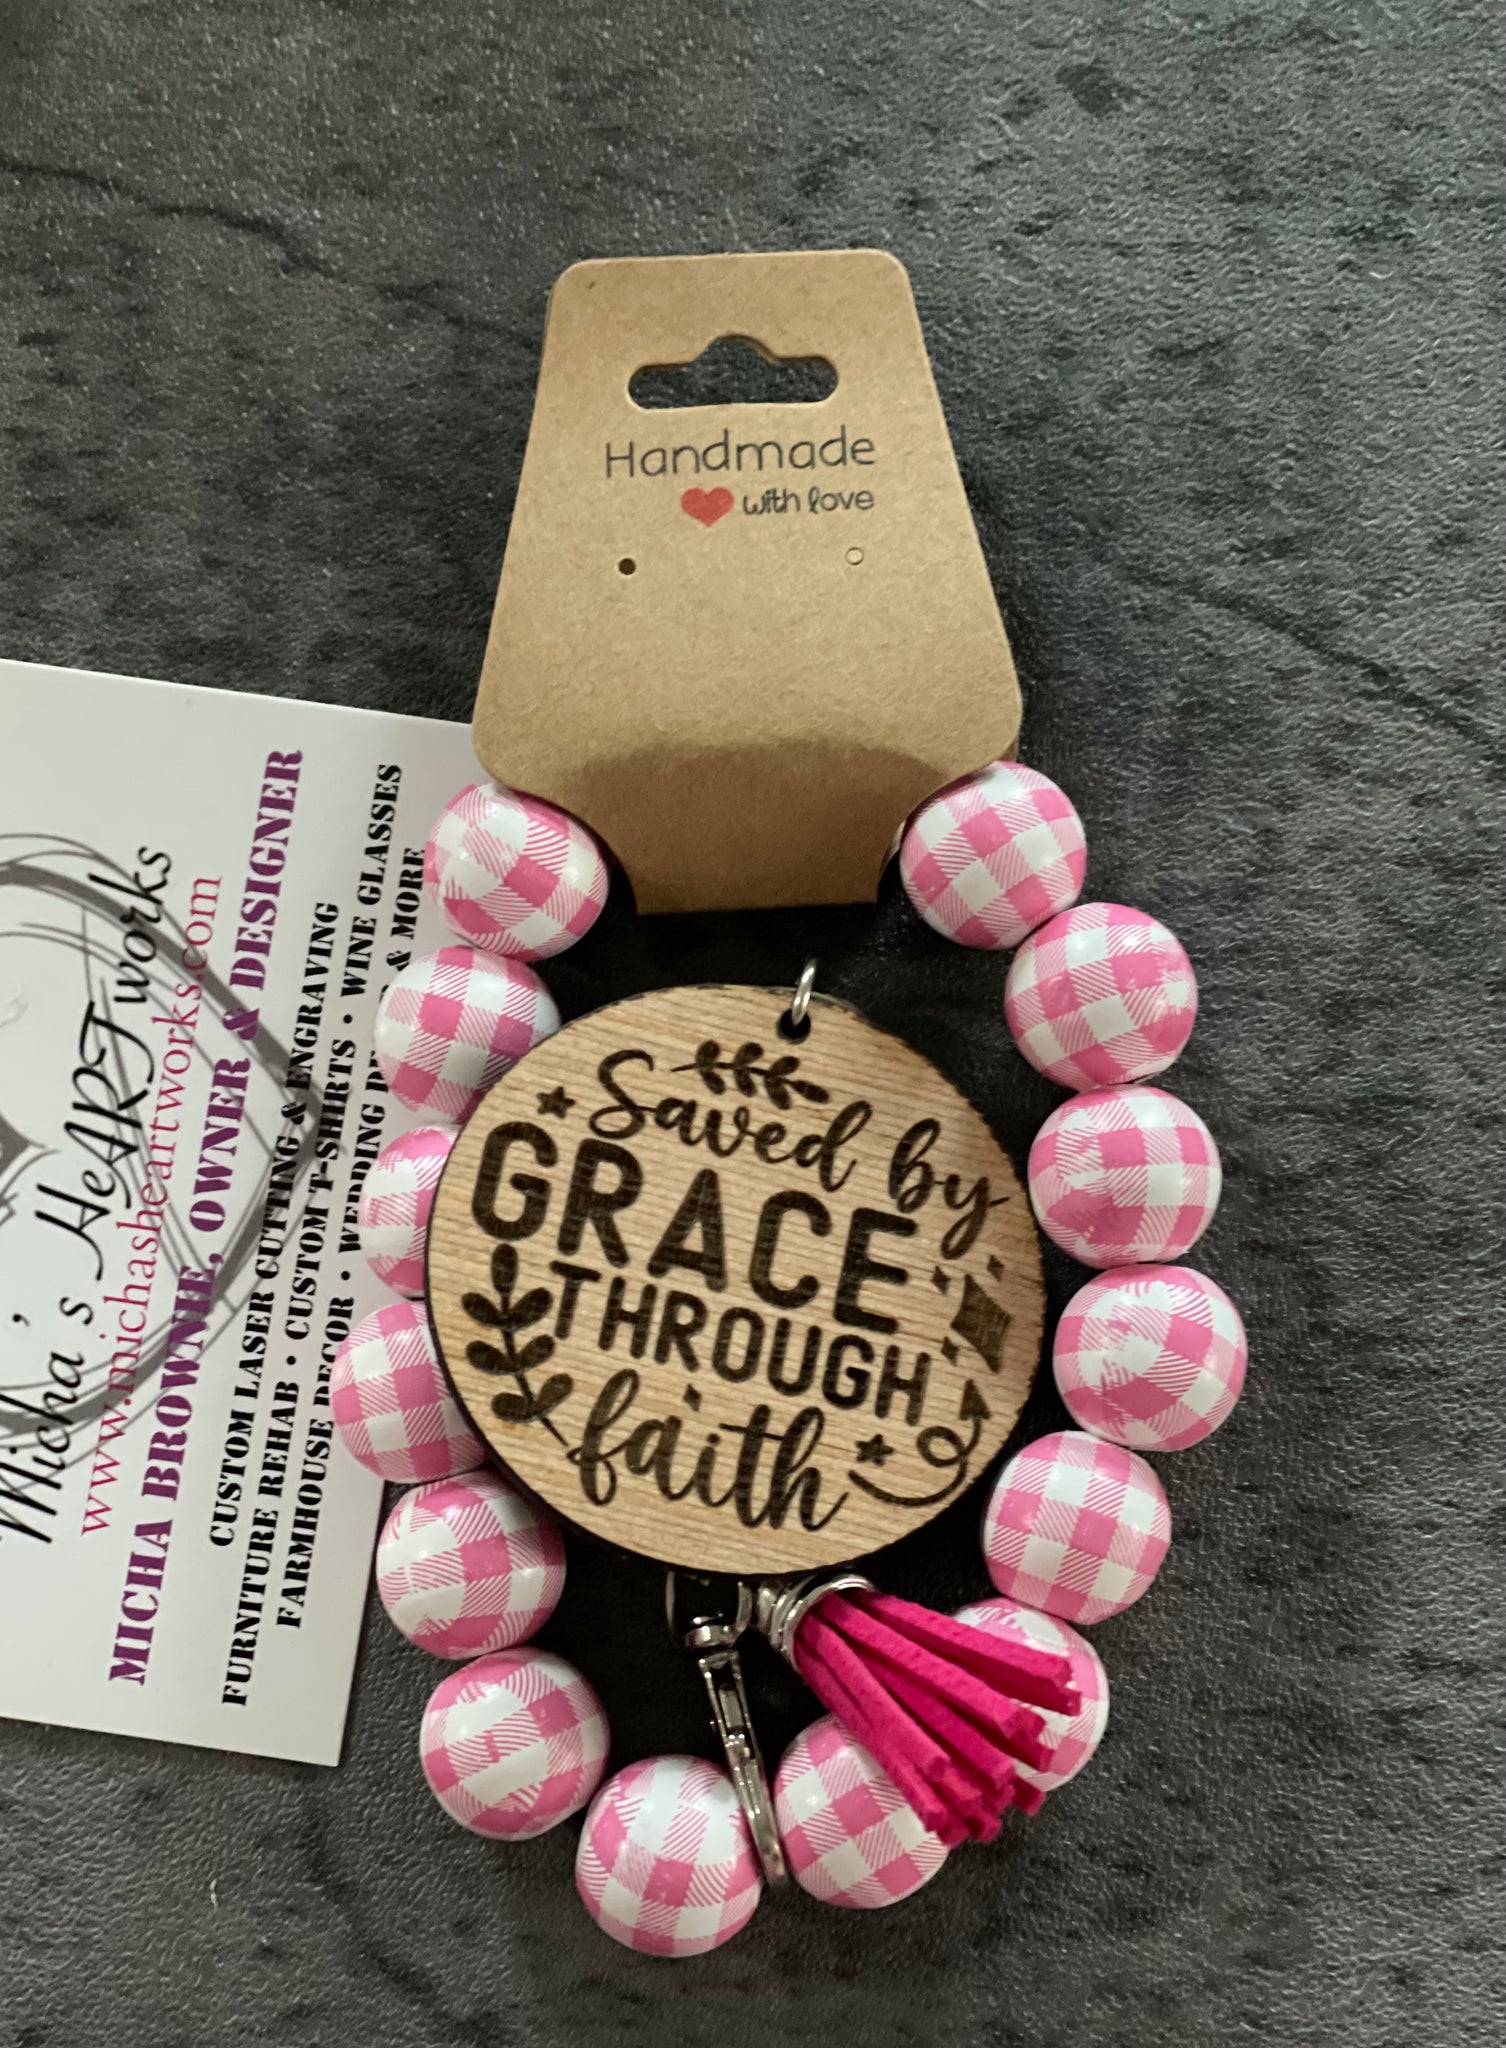 Handmade
with love
Saved by
GRACE
THROUGH
faith
Micha's HeARTworks
www.michasheartworks.com
MICHA BROWNE, OWNER & DESIGNER
CUSTOM LASER CUTTING & ENGRAVING
FURNITURE REHAB • CUSTOM T-SHIRTS • WINE GLASSES
FARMHOUSE DECOR • WEDDING & MORE